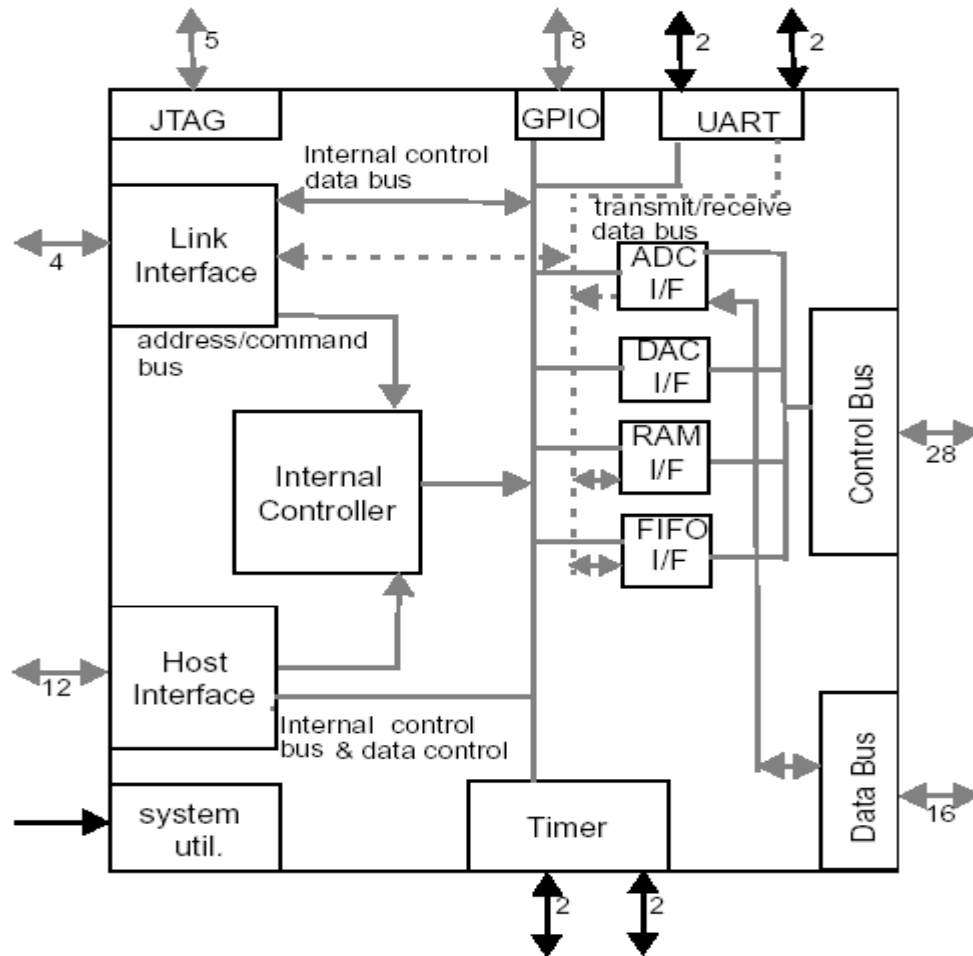 5
8
2
2
JTAG
GPIO
UART
Internal control
data bus
transmit/receive
data bus
Link
Interface
4
ADC
I/F
address/command
bus
DAC
I/F
Control Bus
28
RAM
I/F
Internal
Controller
FIFO
I/F
Host
Interface
12
Internal control
bus & data control
Data Bus
16
system
util.
Timer
2
2